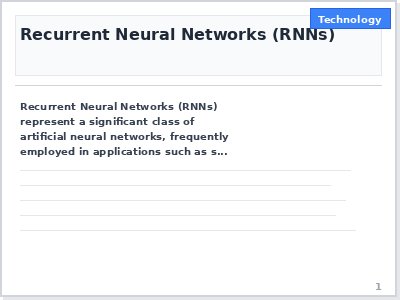 Technology
Recurrent Neural Networks (RNNs)
Recurrent Neural Networks (RNNs)
represent a significant class of
artificial neural networks, frequently
employed in applications such as s...
1